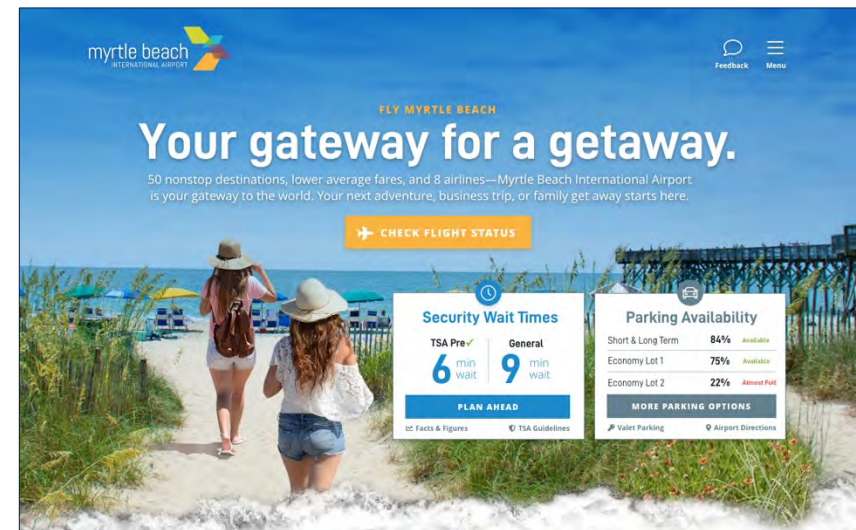 myrtle beach
INTERNATIONAL AIRPORT
Feedback
Menu
FLY MYRTLE BEACH
Your gateway for a getaway.
50 nonstop destinations, lower average fares, and 8 airlines—Myrtle Beach International Airport
is your gateway to the world. Your next adventure, business trip, or family get away starts here.
CHECK FLIGHT STATUS
Security Wait Times
TSA Pre✓ General
6 min wait 9 min wait
PLAN AHEAD
Facts & Figures TSA Guidelines
Parking Availability
Short & Long Term 84% Available
Economy Lot 1 75% Available
Economy Lot 2 22% Almost Full
MORE PARKING OPTIONS
Valet Parking Airport Directions